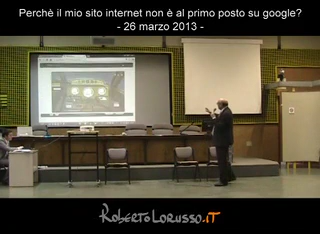 Perchè il mio sito internet non è al primo posto su google?
- 26 marzo 2013 -
RobertoLorusso.iT